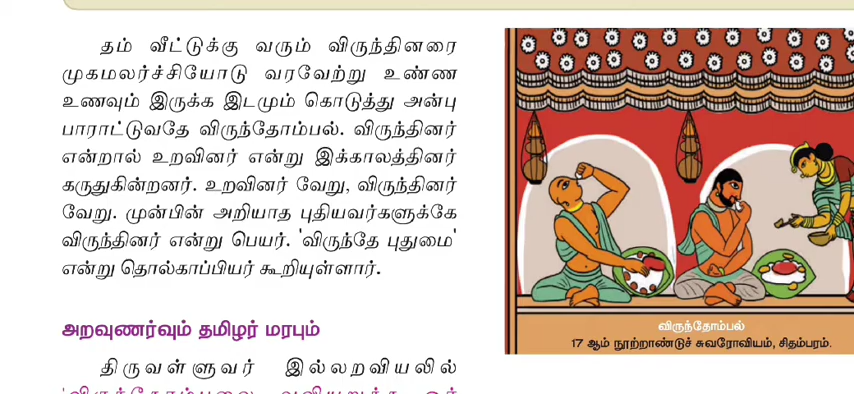 தம் வீட்டுக்கு வரும் விருந்தினரை
முகமலர்ச்சியோடு வரவேற்று உண்ண
உணவும் இருக்க இடமும் கொடுத்து அன்பு
பாராட்டுவதே விருந்தோம்பல். விருந்தினர்
என்றால் உறவினர் என்று இக்காலத்தினர்
கருதுகின்றனர். உறவினர் வேறு, விருந்தினர்
வேறு. முன்பின் அறியாத புதியவர்களுக்கே
விருந்தினர் என்று பெயர். 'விருந்தே புதுமை'
என்று தொல்காப்பியர் கூறியுள்ளார்.
அறவுணர்வும் தமிழர் மரபும்
திருவள்ளுவர் இல்லறவியலில்
விருந்தோம்பல்
17 ஆம் நூற்றாண்டுச் சுவரோவியம், சிதம்பரம்.